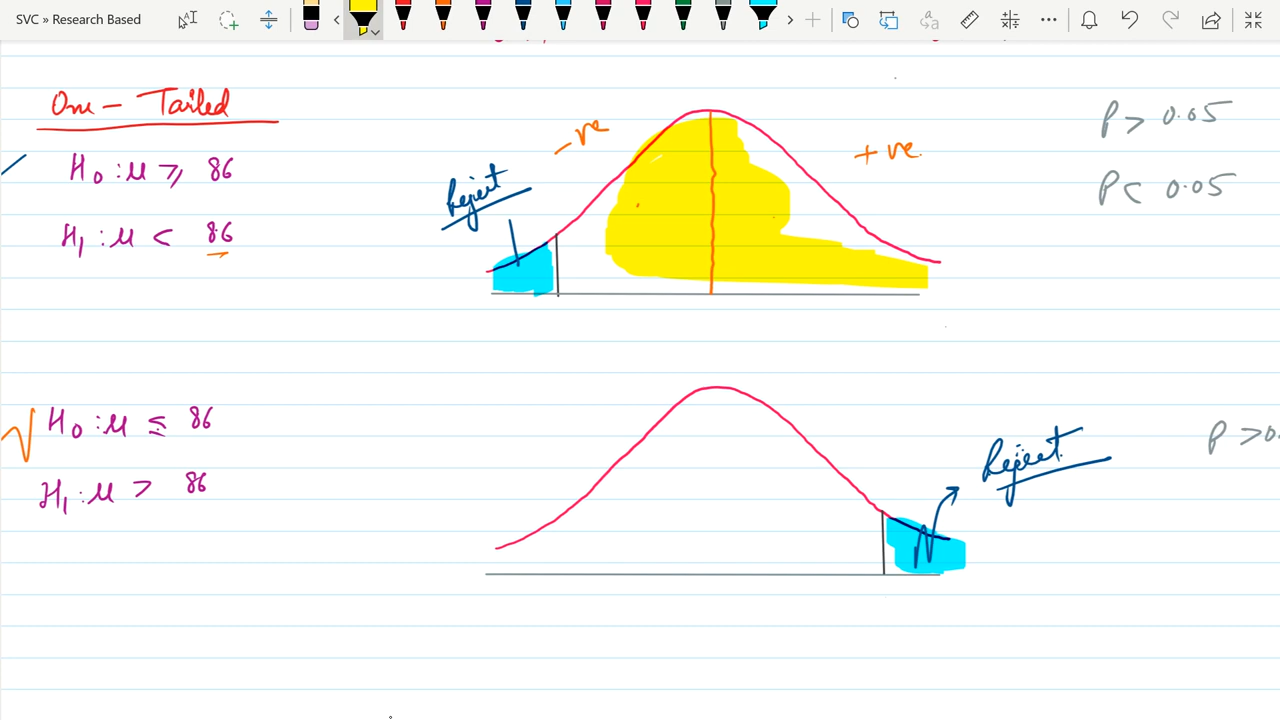 SVC » Research Based
One - Tailed
H₀ : μ ⩾ 86
H₁ : μ < 86
Reject
-ve
+ve.
P > 0.05
P < 0.05
H₀ : μ ≤ 86
H₁ : μ > 86
Reject
P > 0.